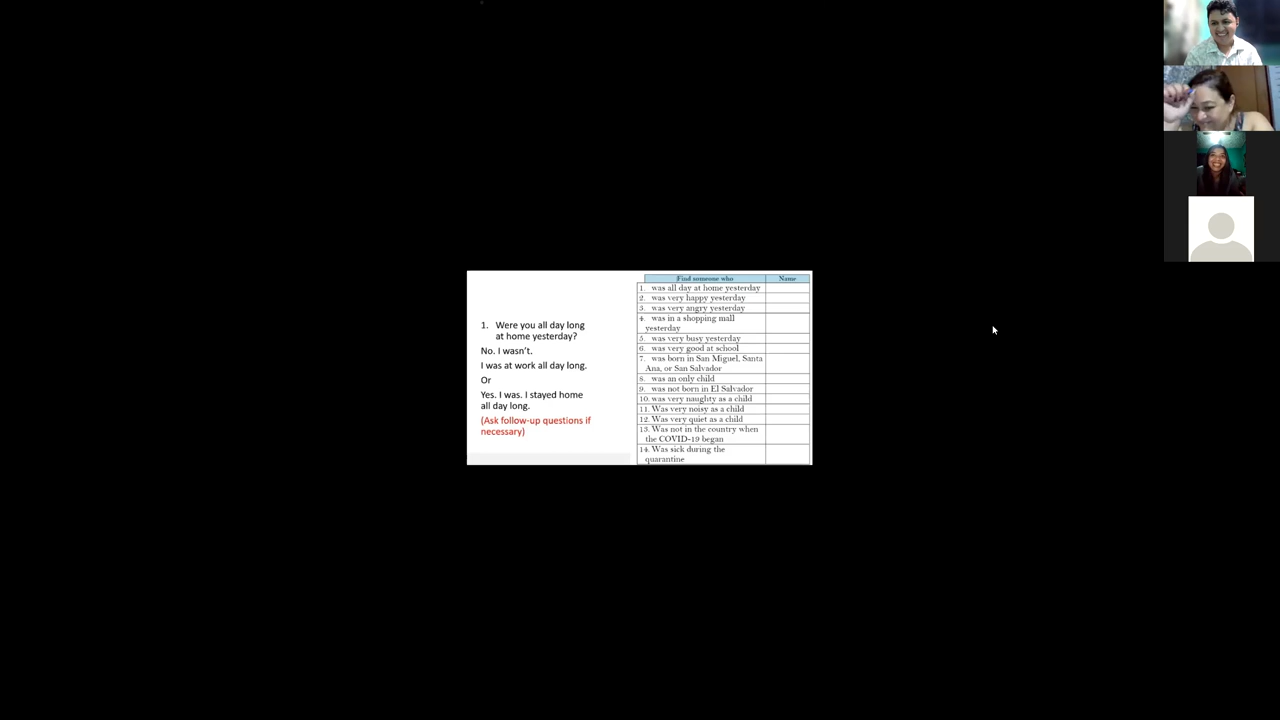 1. Were you all day long
at home yesterday?
No. I wasn't.
I was at work all day long.
Or
Yes. I was. I stayed home
all day long.
(Ask follow-up questions if
necessary)
Find someone who Name
1. was all day at home yesterday
2. was very happy yesterday
3. was very angry yesterday
4. was in a shopping mall
yesterday
5. was very busy yesterday
6. was very good at school
7. was born in San Miguel, Santa
Ana, or San Salvador
8. was an only child
9. was not born in El Salvador
10. was very naughty as a child
11. Was very noisy as a child
12. Was very quiet as a child
13. Was not in the country when
the COVID-19 began
14. Was sick during the
quarantine